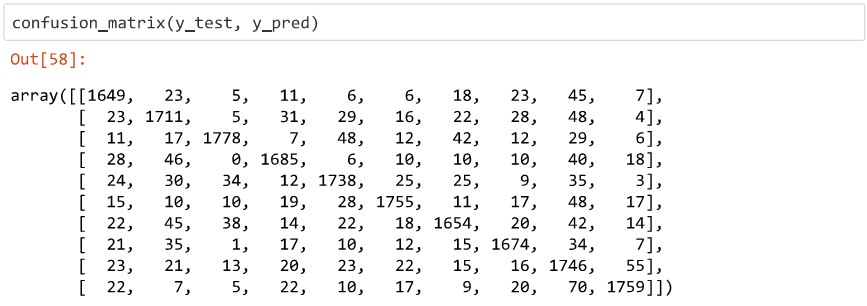 confusion_matrix(y_test, y_pred)
Out[58]:
array([[1649, 23, 5, 11, 6, 6, 18, 23, 45, 7],
[ 23, 1711, 5, 31, 29, 16, 22, 28, 48, 4],
[ 11, 17, 1778, 7, 48, 12, 42, 12, 29, 6],
[ 28, 46, 0, 1685, 6, 10, 10, 10, 40, 18],
[ 24, 30, 34, 12, 1738, 25, 25, 9, 35, 3],
[ 15, 10, 10, 19, 28, 1755, 11, 17, 48, 17],
[ 22, 45, 38, 14, 22, 18, 1654, 20, 42, 14],
[ 21, 35, 1, 17, 10, 12, 15, 1674, 34, 7],
[ 23, 21, 13, 20, 23, 22, 15, 16, 1746, 55],
[ 22, 7, 5, 22, 10, 17, 9, 20, 70, 1759]])